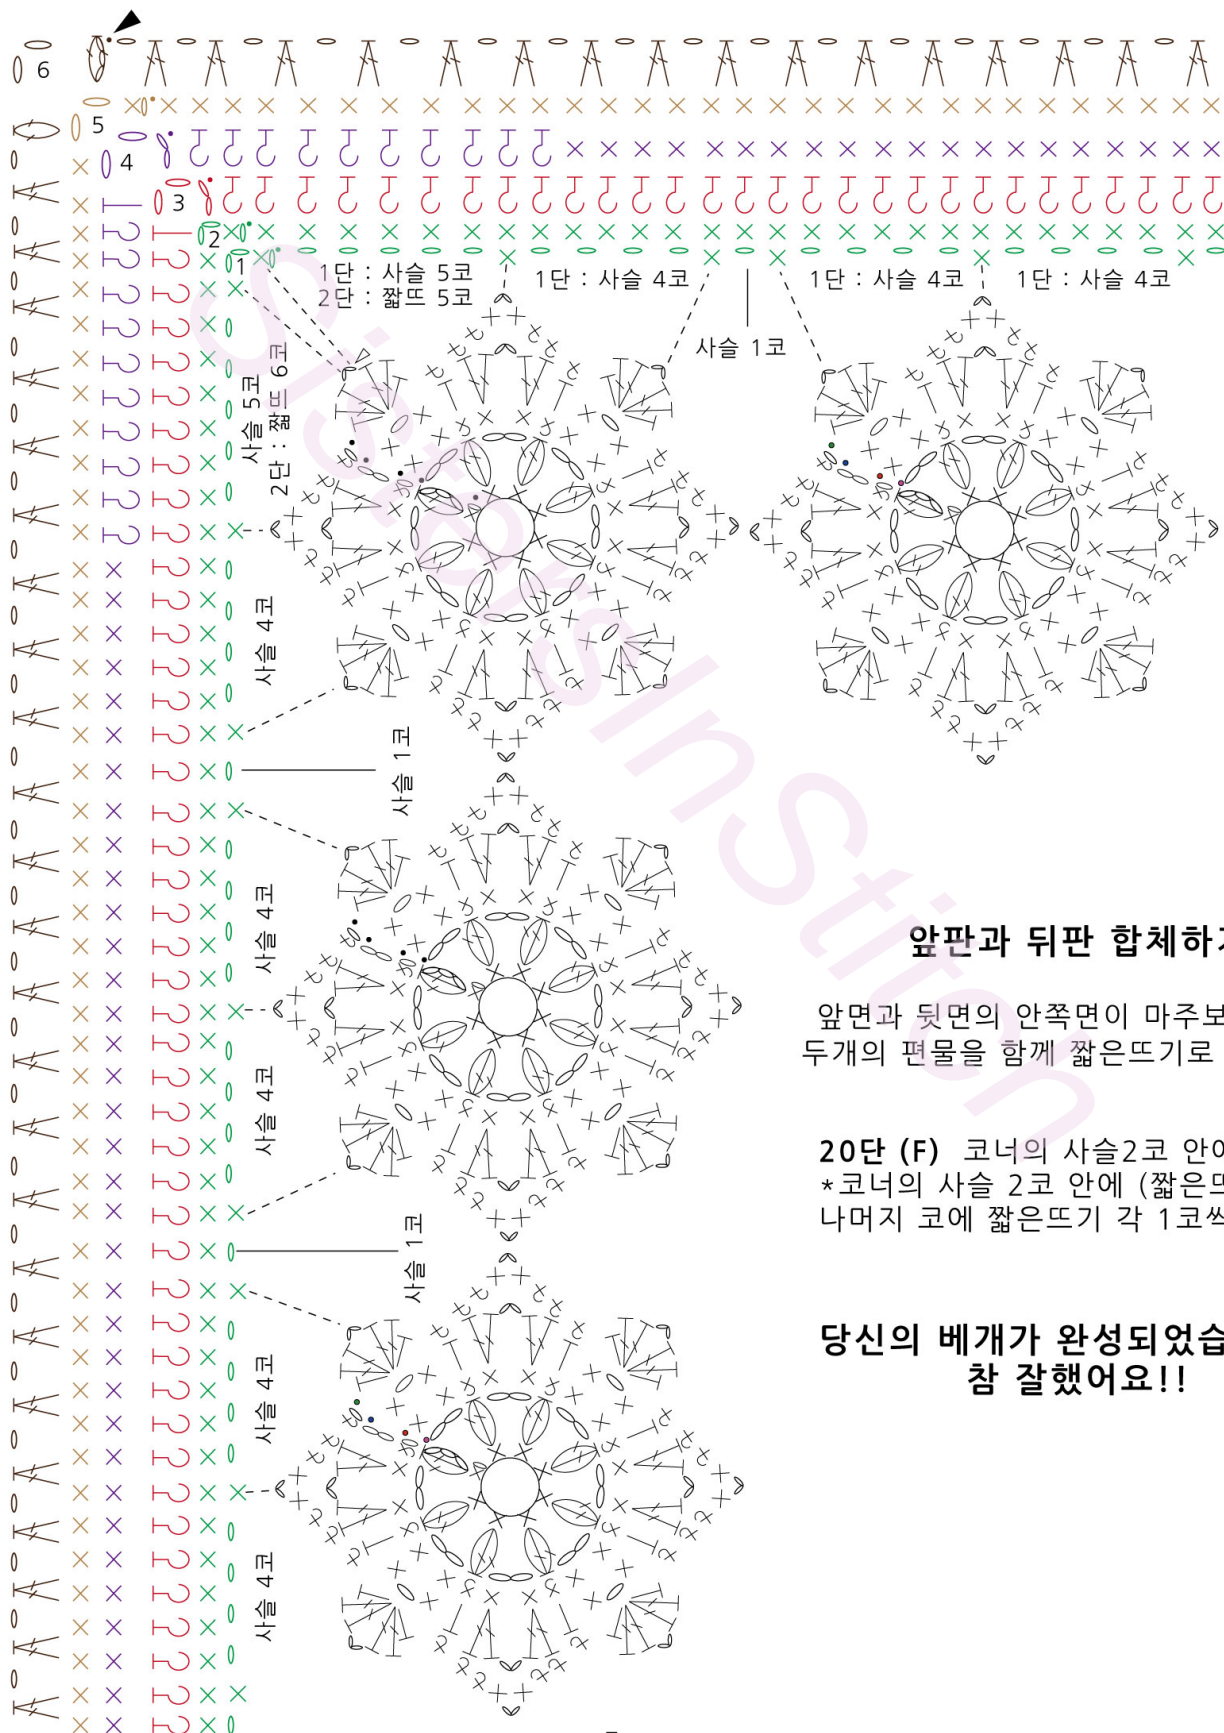 6
5
4
3
2
1
1단 : 사슬 5코
2단 : 짧뜨 5코
1단 : 사슬 4코
1단 : 사슬 4코
1단 : 사슬 4코
사슬 1코
사슬 5코
2단 : 짧뜨 6코
사슬 4코
사슬 1코
사슬 4코
사슬 4코
사슬 1코
사슬 4코
사슬 4코
앞판과 뒤판 합체하
앞면과 뒷면의 안쪽면이 마주보
두개의 편물을 함께 짧은뜨기로
20단 (F) 코너의 사슬2코 안
*코너의 사슬 2코 안에 (짧은
나머지 코에 짧은뜨기 각 1코씩
당신의 베개가 완성되었습
참 잘했어요!!
SistersInStitch